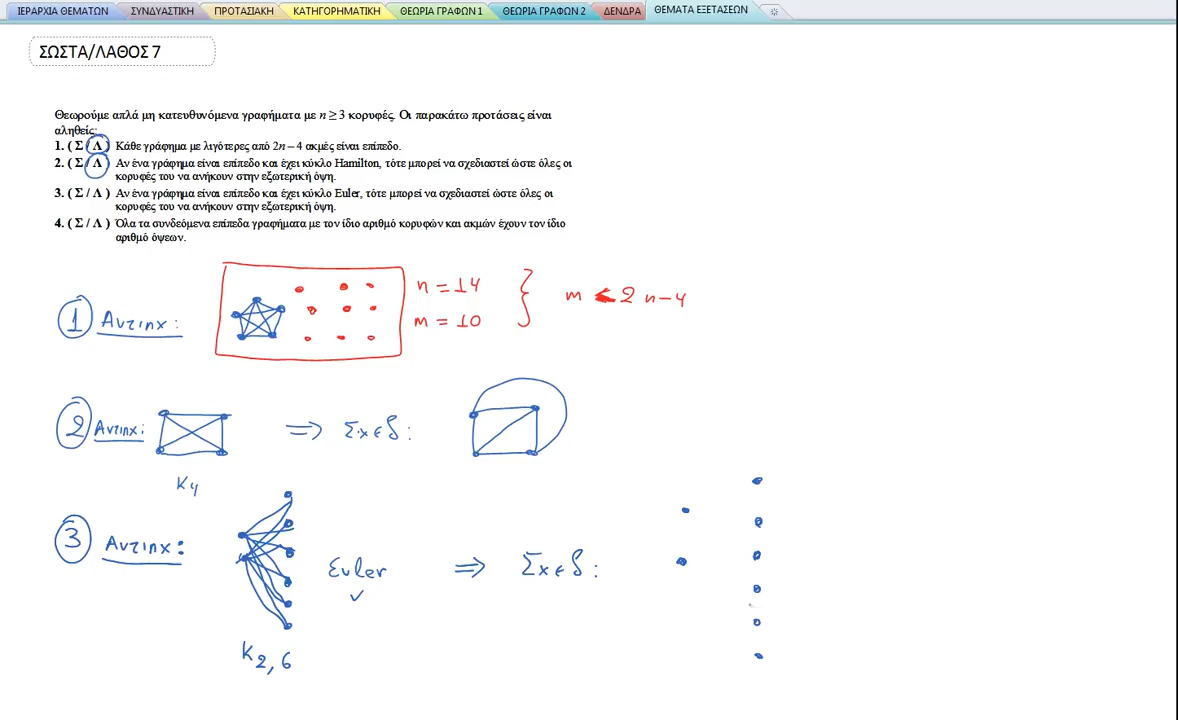 ΙΕΡΑΡΧΙΑ ΘΕΜΑΤΩΝ ΣΥΝΔΥΑΣΤΙΚΗ ΠΡΟΤΑΣΙΑΚΗ ΚΑΤΗΓΟΡΗΜΑΤΙΚΗ ΘΕΩΡΙΑ ΓΡΑΦΩΝ 1 ΘΕΩΡΙΑ ΓΡΑΦΩΝ 2 ΔΕΝΔΡΑ ΘΕΜΑΤΑ ΕΞΕΤΑΣΕΩΝ
ΣΩΣΤΑ/ΛΑΘΟΣ 7
Θεωρούμε απλά μη κατευθυνόμενα γραφήματα με n ≥ 3 κορυφές. Οι παρακάτω προτάσεις είναι
αληθείς:
1. ( Σ / Λ ) Κάθε γράφημα με λιγότερες από 2n – 4 ακμές είναι επίπεδο.
2. ( Σ / Λ ) Αν ένα γράφημα είναι επίπεδο και έχει κύκλο Hamilton, τότε μπορεί να σχεδιαστεί ώστε όλες οι
κορυφές του να ανήκουν στην εξωτερική όψη.
3. ( Σ / Λ ) Αν ένα γράφημα είναι επίπεδο και έχει κύκλο Euler, τότε μπορεί να σχεδιαστεί ώστε όλες οι
κορυφές του να ανήκουν στην εξωτερική όψη.
4. ( Σ / Λ ) Όλα τα συνδεόμενα επίπεδα γραφήματα με τον ίδιο αριθμό κορυφών και ακμών έχουν τον ίδιο
αριθμό όψεων.
1 Αντιπχ: n = 14
m = 10
m < 2n-4
2 Αντιπχ: ⇒ Σχεδ:
K4
3 Αντιπχ: Euler ⇒ Σχεδ:
K2,6